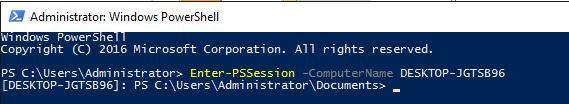 Administrator: Windows PowerShell
Windows PowerShell
Copyright (C) 2016 Microsoft Corporation. All rights reserved.
PS C:\Users\Administrator> Enter-PSSession -ComputerName DESKTOP-JGTSB96
[DESKTOP-JGTSB96]: PS C:\Users\Administrator\Documents> _